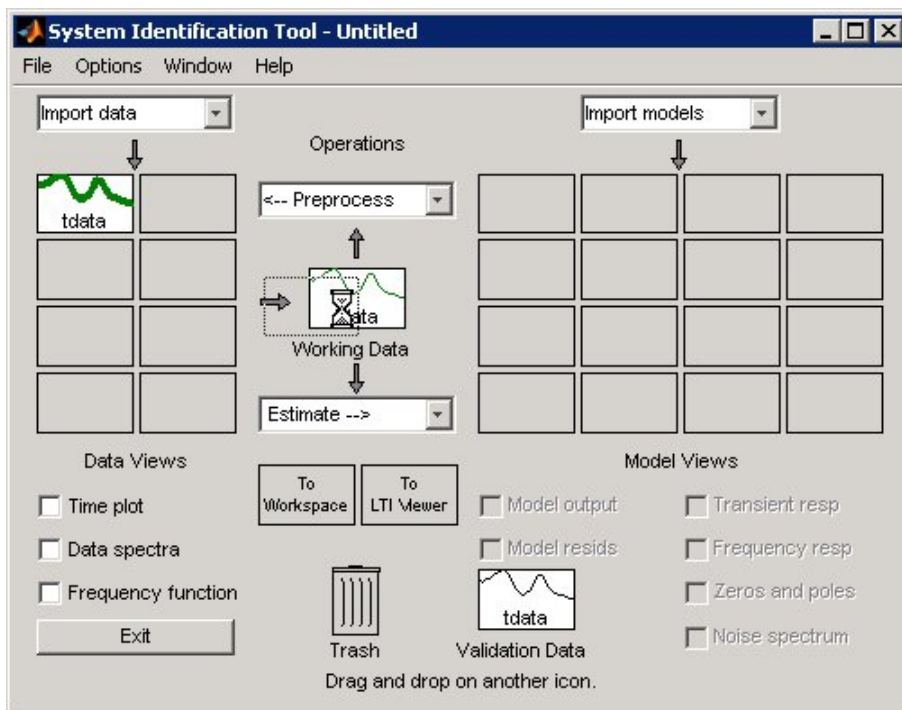 System Identification Tool - Untitled
File Options Window Help
Import data
Import models
Operations
<-- Preprocess
tdata
Working Data
Estimate -->
Data Views
Model Views
To Workspace
To LTI Viewer
Time plot
Data spectra
Frequency function
Exit
Model output
Model resids
Transient resp
Frequency resp
Zeros and poles
Noise spectrum
Trash
tdata
Validation Data
Drag and drop on another icon.